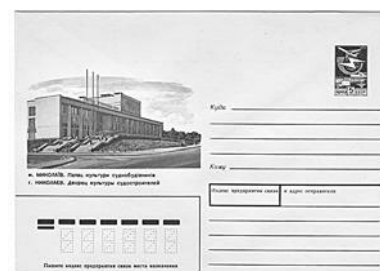 5
Куда
м. МИКОЛАЇВ. Палац культури суднобудівників
г. НИКОЛАЕВ. Дворец культуры судостроителей
Кому
Индекс предприятия связи и адрес отправителя
Пишите индекс предприятия связи места назначения